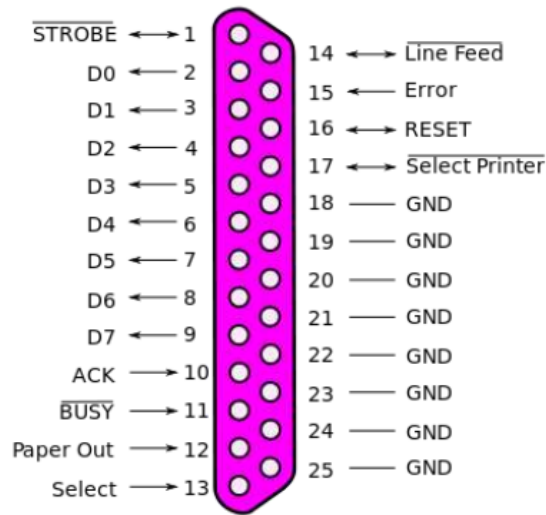 STROBE 1
D0 2
D1 3
D2 4
D3 5
D4 6
D5 7
D6 8
D7 9
ACK 10
BUSY 11
Paper Out 12
Select 13
14 Line Feed
15 Error
16 RESET
17 Select Printer
18 GND
19 GND
20 GND
21 GND
22 GND
23 GND
24 GND
25 GND